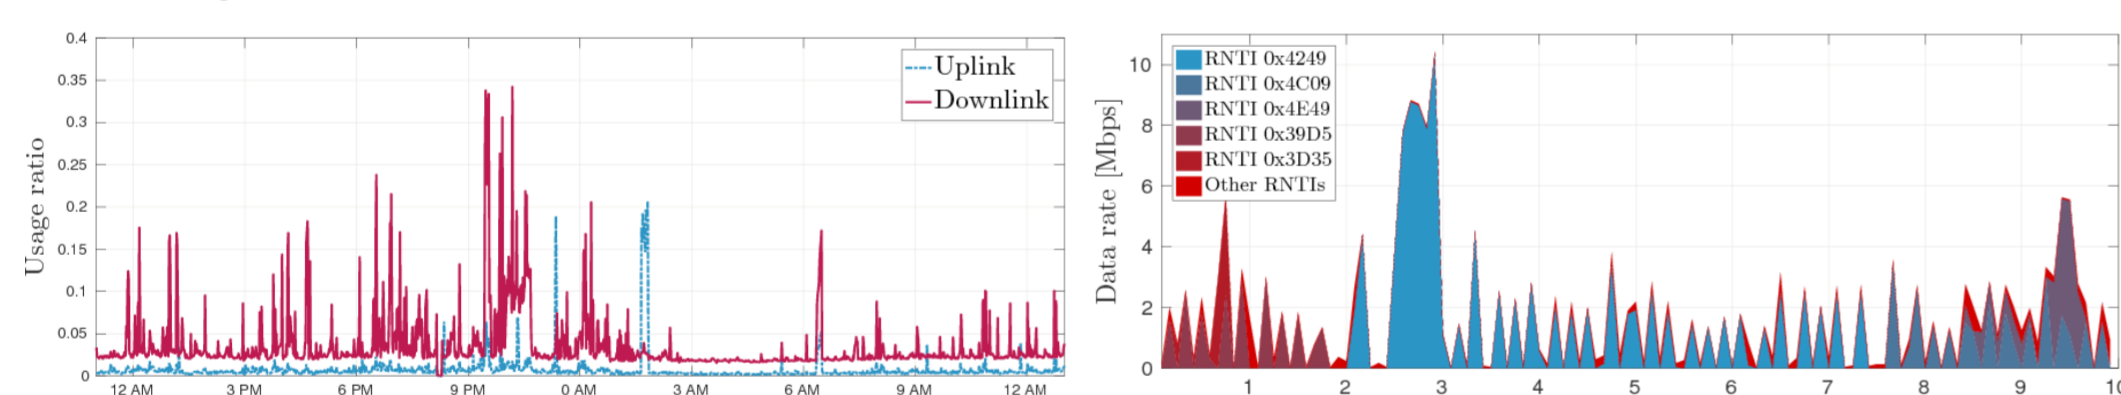 0.4
0.35
0.3
0.25
0.2
0.15
0.1
0.05
0
Usage ratio
Uplink
Downlink
12 AM 3 PM 6 PM 9 PM 0 AM 3 AM 6 AM 9 AM 12 AM
10
8
6
4
2
0
Data rate [Mbps]
RNTI 0x4249
RNTI 0x4C09
RNTI 0x4E49
RNTI 0x39D5
RNTI 0x3D35
Other RNTIs
1 2 3 4 5 6 7 8 9 10